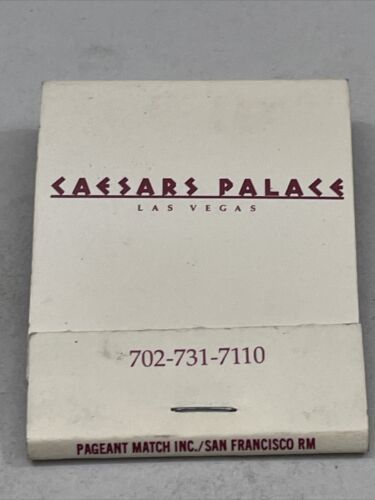 CAESARS PALACE
LAS VEGAS
702-731-7110
PAGEANT MATCH INC./SAN FRANCISCO RM